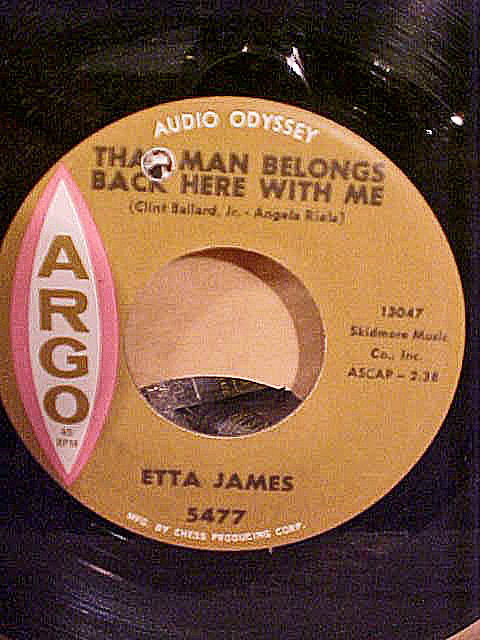 AUDIO ODYSSEY
THA MAN BELONGS
BACK HERE WITH ME
(Clint Ballard, Jr. - Angela Riela)
ARGO
45
RPM
13047
Skidmore Music
Co., Inc.
ASCAP - 2:38
ETTA JAMES
5477
MFG. BY CHESS PRODUCING CORP.